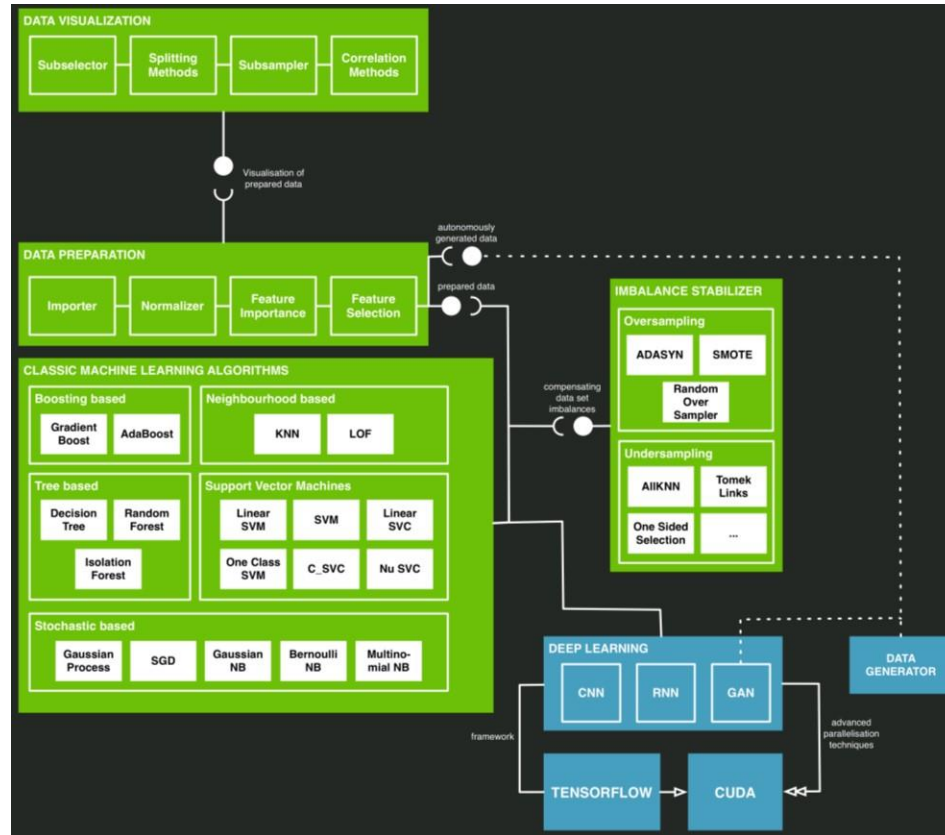 DATA VISUALIZATION
Subselector
Splitting
Methods
Subsampler
Correlation
Methods
Visualisation of
prepared data
DATA PREPARATION
Importer
Normalizer
Feature
Importance
Feature
Selection
autonomously
generated data
prepared data
IMBALANCE STABILIZER
Oversampling
ADASYN
SMOTE
Random
Over
Sampler
Undersampling
AllKNN
Tomek
Links
One Sided
Selection
...
compensating
data set
imbalances
CLASSIC MACHINE LEARNING ALGORITHMS
Boosting based
Gradient
Boost
AdaBoost
Neighbourhood based
KNN
LOF
Tree based
Decision
Tree
Random
Forest
Isolation
Forest
Support Vector Machines
Linear
SVM
SVM
Linear
SVC
One Class
SVM
C_SVC
Nu SVC
Stochastic based
Gaussian
Process
SGD
Gaussian
NB
Bernoulli
NB
Multino-
mial NB
DEEP LEARNING
CNN
RNN
GAN
DATA
GENERATOR
framework
advanced
parallelisation
techniques
TENSORFLOW
CUDA